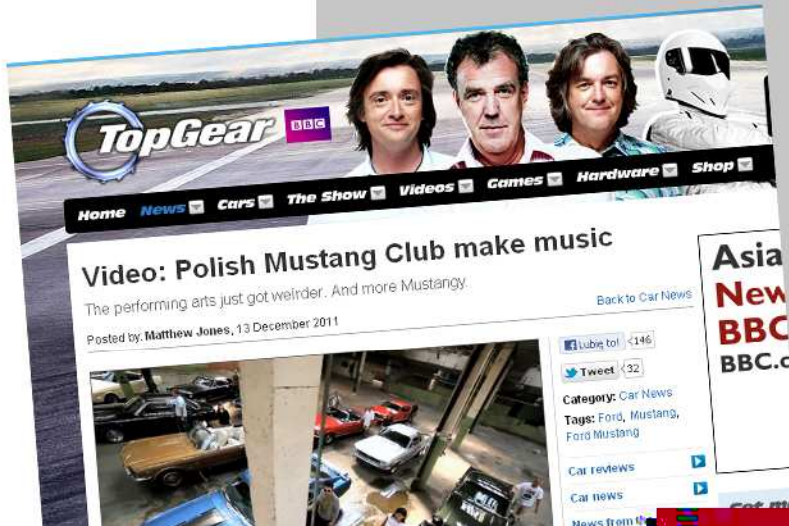 TopGear BBC
Home News Cars The Show Videos Games Hardware Shop
Video: Polish Mustang Club make music
The performing arts just got weirder. And more Mustangy.
Back to Car News
Posted by: Matthew Jones, 13 December 2011
Lubię to! 146
Tweet 32
Category: Car News
Tags: Ford, Mustang,
Ford Mustang
Car reviews
Car news
News from
Asia
New
BBC
BBC.c
Get m